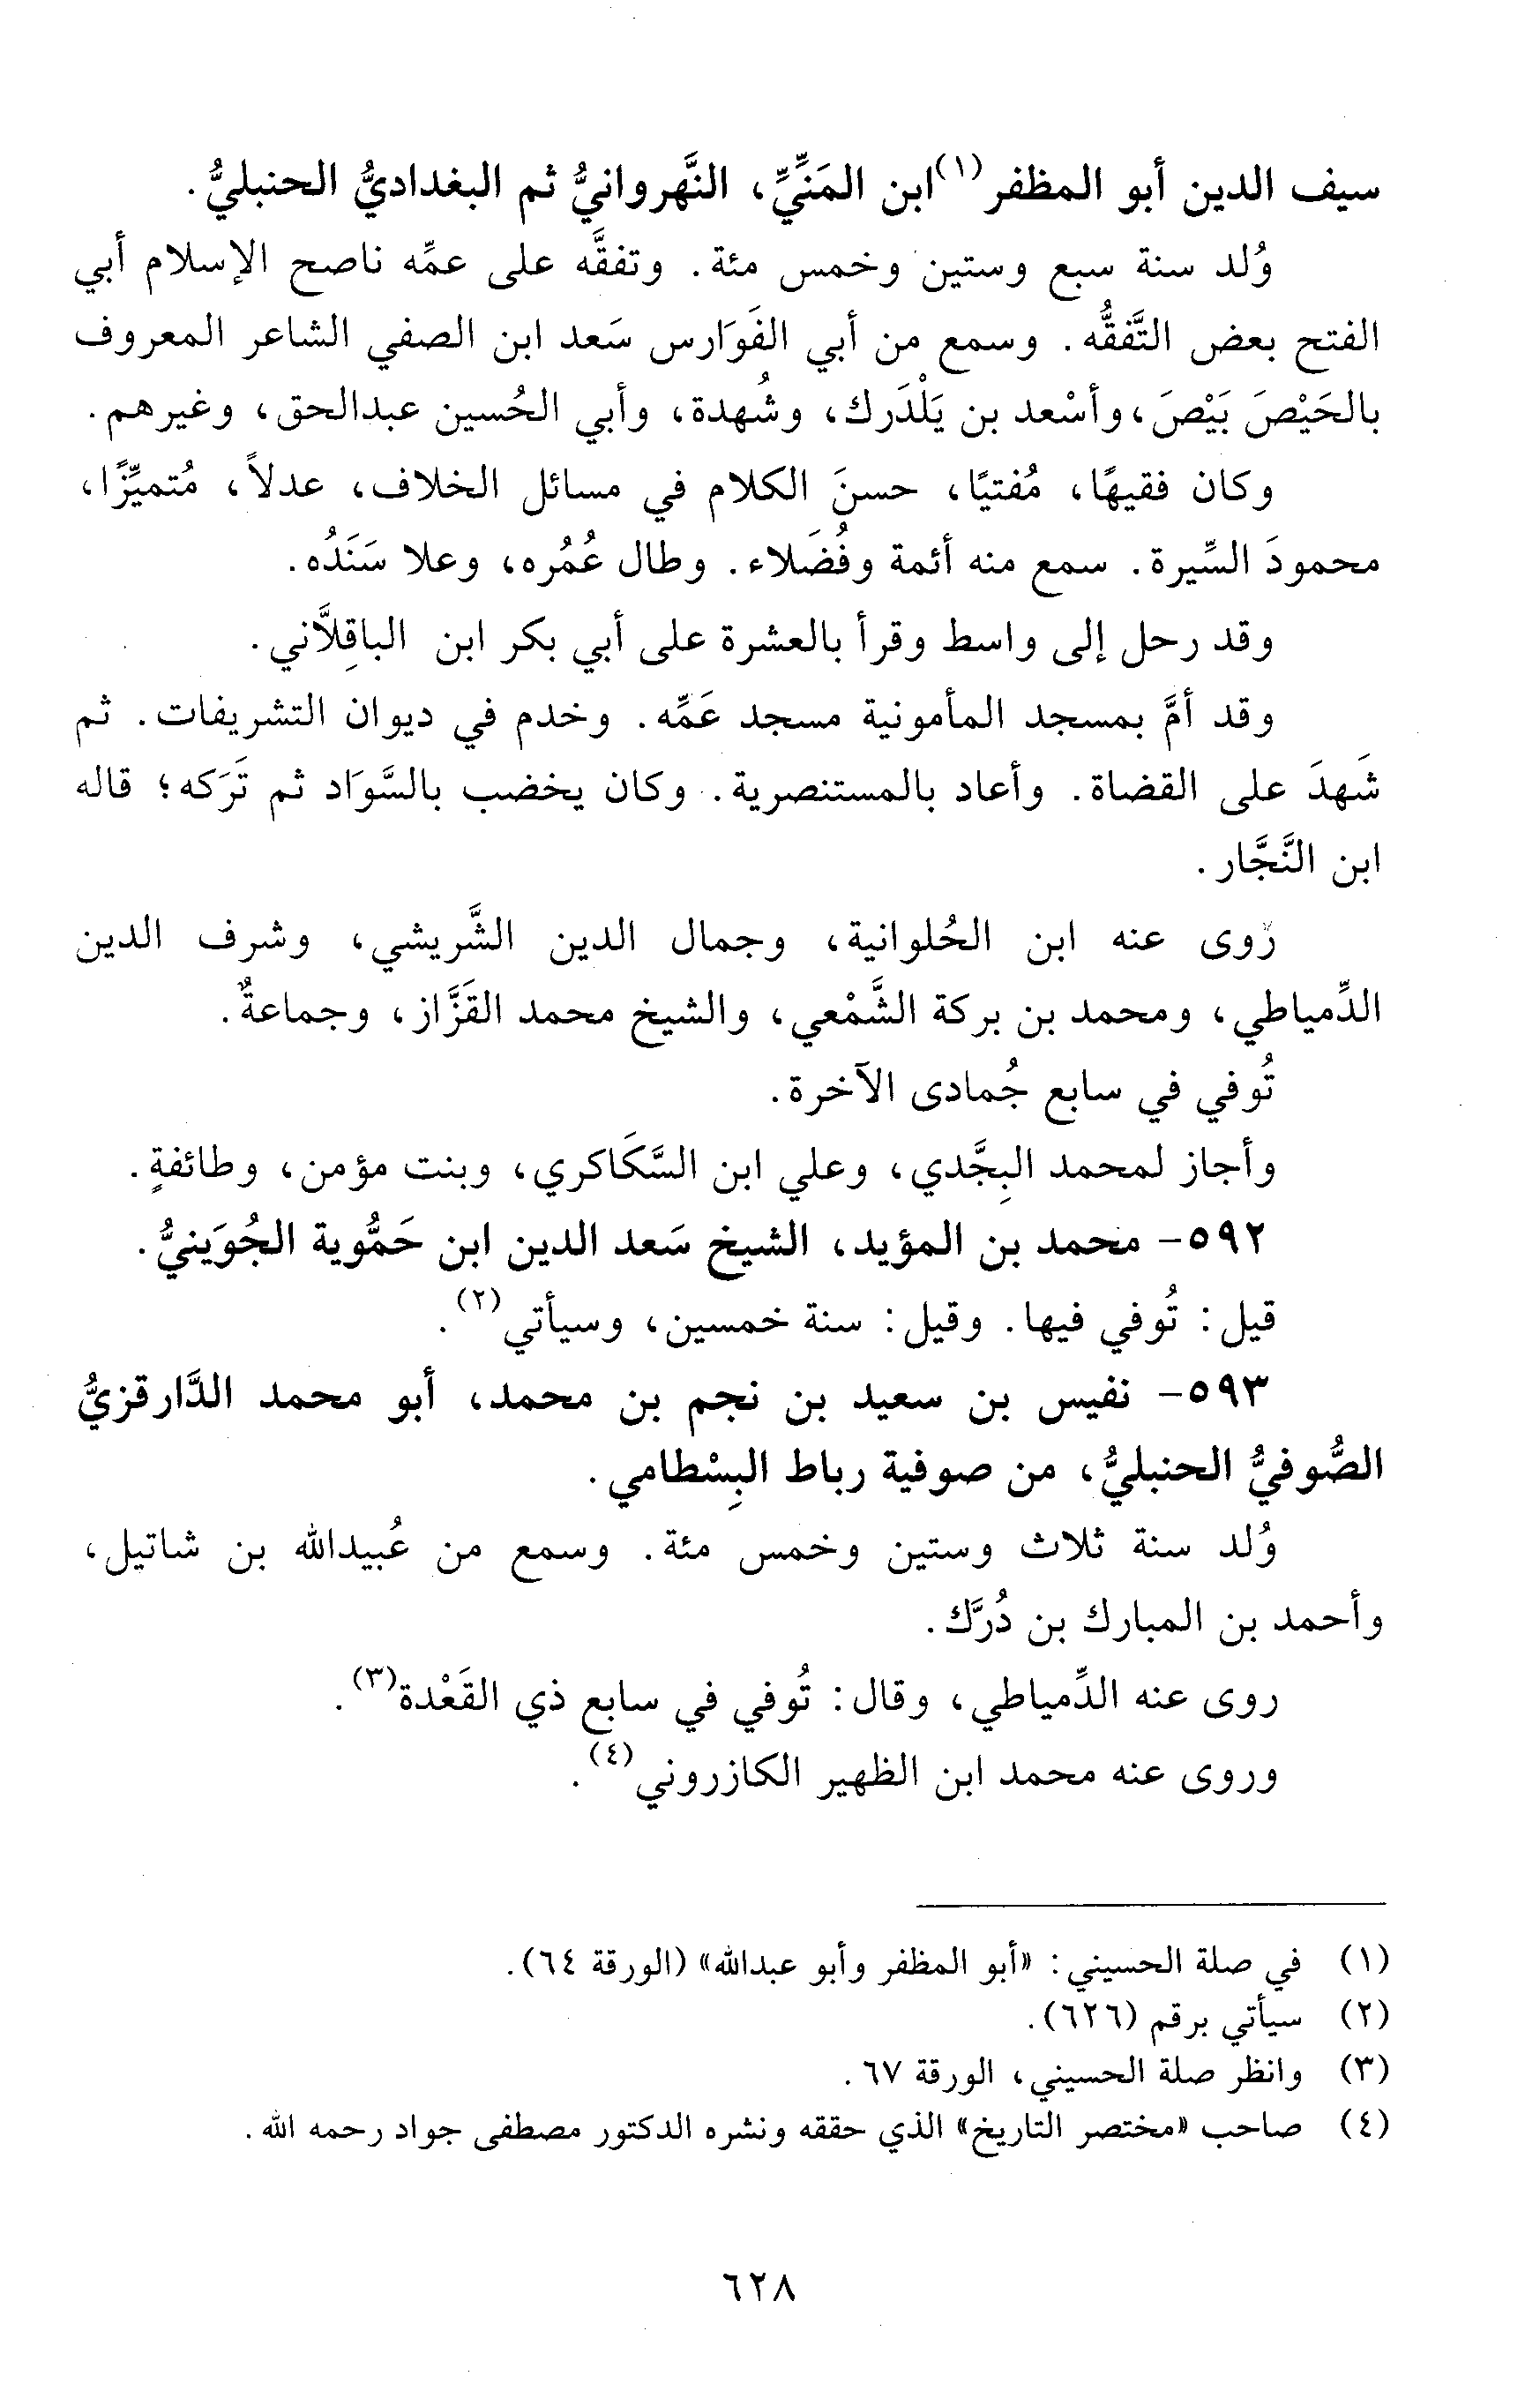 سيف الدين أبو المظفر(١) ابن المَنِّيِّ، النَّهروانيُّ ثم البغداديُّ الحنبليُّ.
وُلد سنة سبع وستين وخمس مئة. وتفقَّه على عمِّه ناصح الإسلام أبي
الفتح بعض التَّفقُّه. وسمع من أبي الفَوَارس سَعد ابن الصفي الشاعر المعروف
بالحَيْصَ بَيْصَ، وأسْعد بن يَلْدَرك، وشُهدة، وأبي الحُسين عبدالحق، وغيرهم.
وكان فقيهًا، مُفتيًا، حسنَ الكلام في مسائل الخلاف، عدلاً، مُتميِّزًا،
محمودَ السِّيرة. سمع منه أئمة وفُضَلاء. وطال عُمُره، وعلا سَنَدُه.
وقد رحل إلى واسط وقرأ بالعشرة على أبي بكر ابن الباقِلاَّني.
وقد أمَّ بمسجد المأمونية مسجد عَمِّه. وخدم في ديوان التشريفات. ثم
شَهدَ على القضاة. وأعاد بالمستنصرية. وكان يخضب بالسَّوَاد ثم تَرَكه؛ قاله
ابن النَّجَّار.
رَوى عنه ابن الحُلوانية، وجمال الدين الشَّريشي، وشرف الدين
الدِّمياطي، ومحمد بن بركة الشَّمْعي، والشيخ محمد القَزَّاز، وجماعةٌ.
تُوفي في سابع جُمادى الآخرة.
وأجاز لمحمد البِجَّدي، وعلي ابن السَّكَاكري، وبنت مؤمن، وطائفةٍ.
٥٩٢- محمد بن المؤيد، الشيخ سَعد الدين ابن حَمُّوية الجُوَينيُّ.
قيل: تُوفي فيها. وقيل: سنة خمسين، وسيأتي(٢).
٥٩٣- نفيس بن سعيد بن نجم بن محمد، أبو محمد الدَّارقزيُّ
الصُّوفيُّ الحنبليُّ، من صوفية رباط البِسْطامي.
وُلد سنة ثلاث وستين وخمس مئة. وسمع من عُبيدالله بن شاتيل،
وأحمد بن المبارك بن دُرَّك.
روى عنه الدِّمياطي، وقال: تُوفي في سابع ذي القَعْدة(٣).
وروى عنه محمد ابن الظهير الكازروني(٤).
(١) في صلة الحسيني: «أبو المظفر وأبو عبدالله» (الورقة ٦٤).
(٢) سيأتي برقم (٦٢٦).
(٣) وانظر صلة الحسيني، الورقة ٦٧.
(٤) صاحب «مختصر التاريخ» الذي حققه ونشره الدكتور مصطفى جواد رحمه الله.
٦٢٨